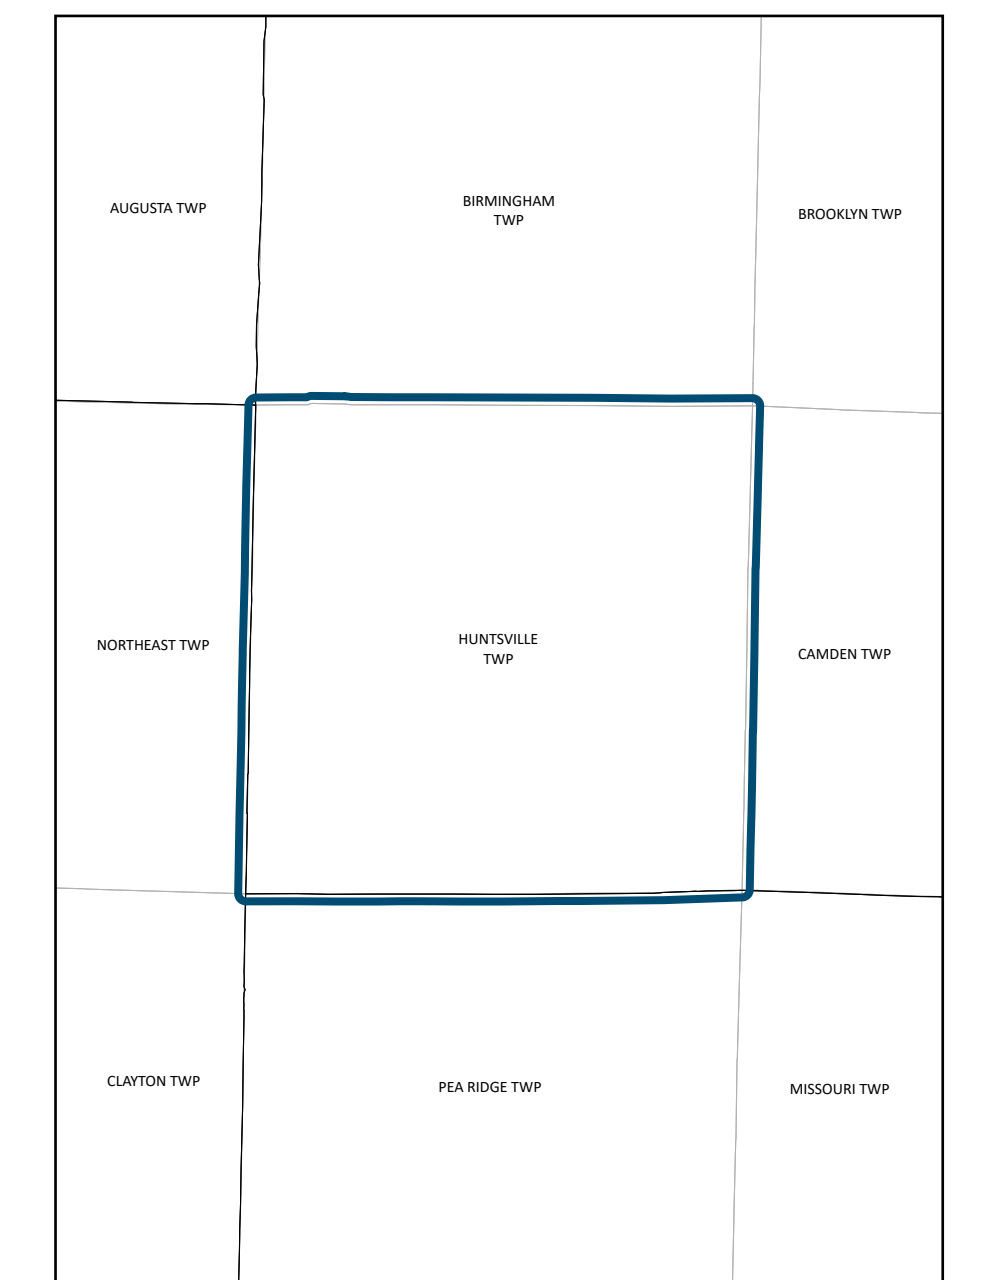 AUGUSTA TWP
BIRMINGHAM
TWP
BROOKLYN TWP
NORTHEAST TWP
HUNTSVILLE
TWP
CAMDEN TWP
CLAYTON TWP
PEA RIDGE TWP
MISSOURI TWP